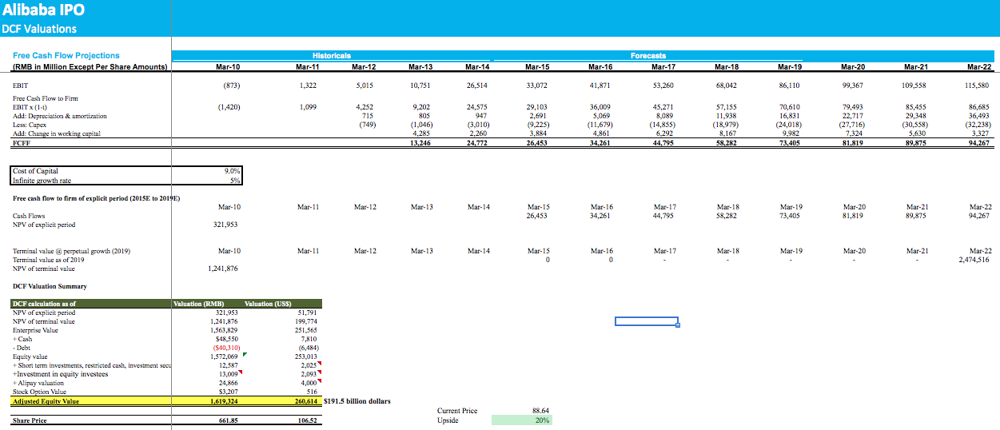 Alibaba IPO
DCF Valuations
Free Cash Flow Projections Historicals Forecasts
(RMB in Million Except Per Share Amounts) Mar-10 Mar-11 Mar-12 Mar-13 Mar-14 Mar-15 Mar-16 Mar-17 Mar-18 Mar-19 Mar-20 Mar-21 Mar-22
EBIT (873) 1,322 5,015 10,751 26,514 33,072 41,871 53,260 68,042 86,110 99,367 109,558 115,580
Free Cash Flow to Firm
EBIT x (1-t) (1,420) 1,099 4,252 9,202 24,575 29,103 36,009 45,271 57,155 70,610 79,493 85,455 86,685
Add: Depreciation & amortization 715 805 947 2,691 5,069 8,089 11,938 16,831 22,717 29,348 36,493
Less: Capex (749) (1,046) (3,010) (9,225) (11,679) (14,855) (18,979) (24,018) (27,716) (30,558) (32,238)
Add: Change in working capital 4,285 2,260 3,884 4,861 6,292 8,167 9,982 7,324 5,630 3,327
FCFF 13,246 24,772 26,453 34,261 44,795 58,282 73,405 81,819 89,875 94,267
Cost of Capital 9.0%
Infinite growth rate 5%
Free cash flow to firm of explicit period (2015E to 2019E)
Mar-10 Mar-11 Mar-12 Mar-13 Mar-14 Mar-15 Mar-16 Mar-17 Mar-18 Mar-19 Mar-20 Mar-21 Mar-22
Cash Flows 26,453 34,261 44,795 58,282 73,405 81,819 89,875 94,267
NPV of explicit period 321,953
Terminal value @ perpetual growth (2019) Mar-10 Mar-11 Mar-12 Mar-13 Mar-14 Mar-15 Mar-16 Mar-17 Mar-18 Mar-19 Mar-20 Mar-21 Mar-22
Terminal value as of 2019 0 0 - - - - - 2,474,516
NPV of terminal value 1,241,876
DCF Valuation Summary
DCF calculation as of Valuation (RMB) Valuation (US$)
NPV of explicit period 321,953 51,791
NPV of terminal value 1,241,876 199,774
Enterprise Value 1,563,829 251,565
+ Cash $48,550 7,810
- Debt ($40,310) (6,484)
Equity value 1,572,069 253,013
+ Short term investments, restricted cash, investment secu 12,587 2,025
+Investment in equity investees 13,009 2,093
+ Alipay valuation 24,866 4,000
Stock Option Value $3,207 516
Adjusted Equity Value 1,619,324 260,614 $191.5 billion dollars
Current Price 88.64
Share Price 661.85 106.52 Upside 20%